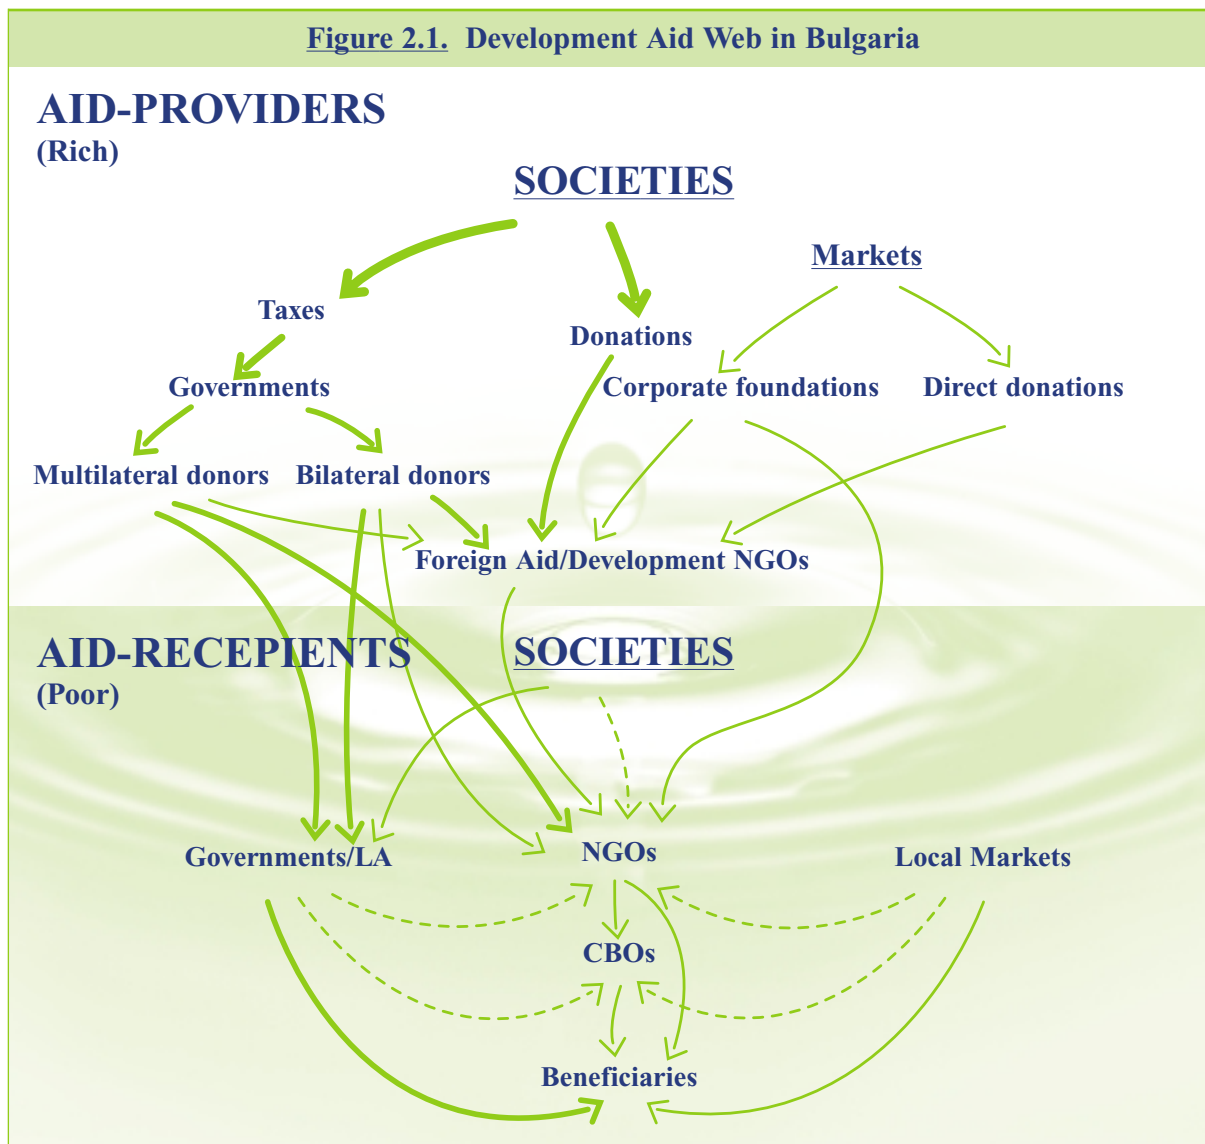 Figure 2.1. Development Aid Web in Bulgaria
AID-PROVIDERS
(Rich)
SOCIETIES
Markets
Taxes
Donations
Governments
Corporate foundations
Direct donations
Multilateral donors
Bilateral donors
Foreign Aid/Development NGOs
AID-RECEPIENTS
(Poor)
SOCIETIES
Governments/LA
NGOs
Local Markets
CBOs
Beneficiaries